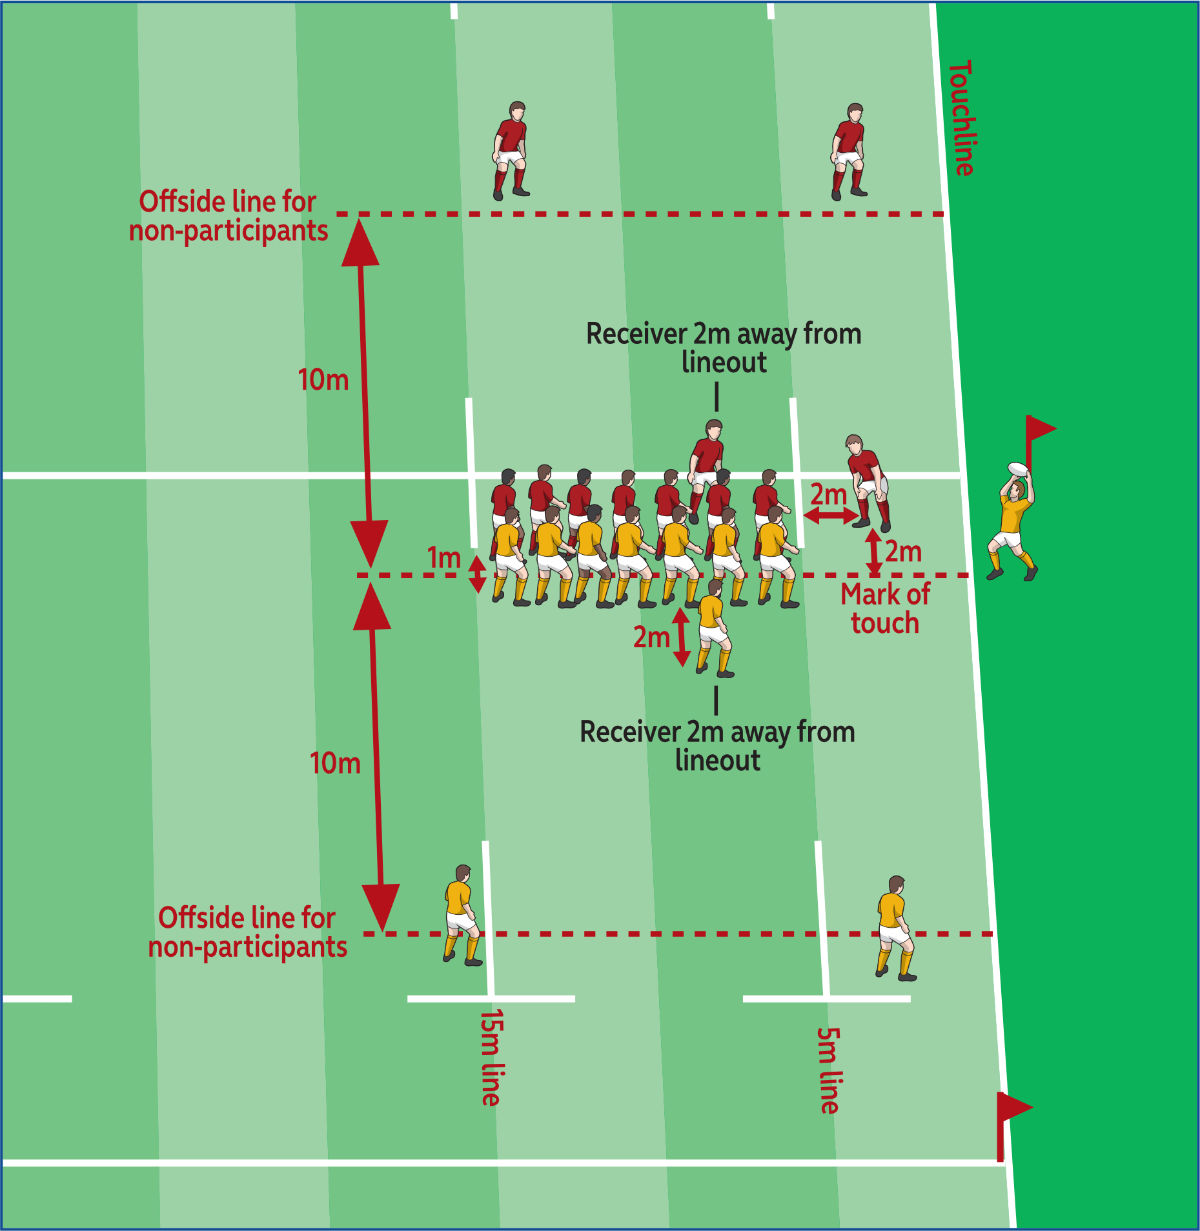 Touchline
Offside line for
non-participants
Receiver 2m away from
lineout
10m
2m
1m
2m
Mark of
touch
2m
Receiver 2m away from
lineout
10m
Offside line for
non-participants
15m line
5m line